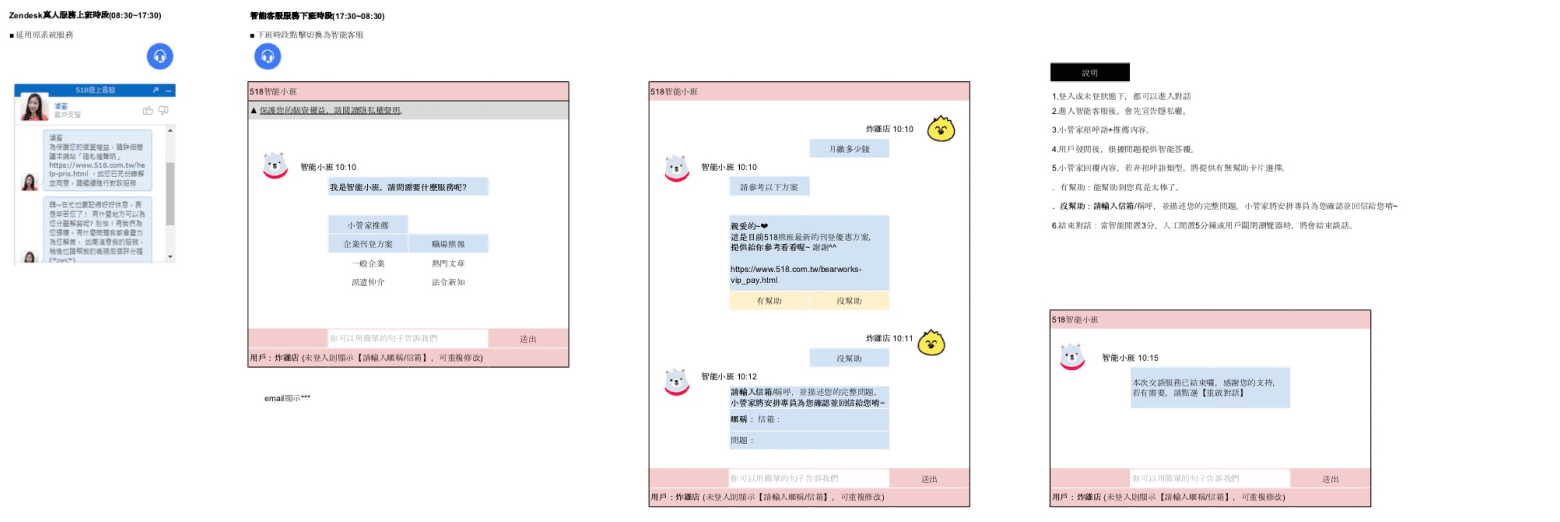 Zendesk真人服務上班時段(08:30~17:30)
■ 延用原系統服務
518線上客服
客戶支援
為保護您的個資權益，請詳細閱
讀本網站「隱私權聲明」
https://www.518.com.tw/he
lp-pris.html ，如您已充份瞭解
並同意，請繼續進行對談服務
智能客服服務下班時段(17:30~08:30)
■ 下班時段點擊切換為智能客服
518智能小班
▲ 保護您的個資權益，請閱讀隱私權聲明。
智能小班 10:10
我是智能小班，請問需要什麼服務呢?
小管家推薦
企業刊登方案
職場熊報
一般企業
熱門文章
派遣仲介
法令新知
你可以用簡單的句子告訴我們
送出
用戶：炸雞店 (未登入則顯示【請輸入暱稱/信箱】，可重複修改)
email顯示***
518智能小班
炸雞店 10:10
月繳多少錢
智能小班 10:10
請參考以下方案
親愛的~❤
這是目前518熊班最新的刊登優惠方案，
提供給你參考看看喔~ 謝謝^^
https://www.518.com.tw/bearworks-
vip_pay.html
有幫助
沒幫助
炸雞店 10:11
沒幫助
智能小班 10:12
請輸入信箱/稱呼，並描述您的完整問題，
小管家將安排專員為您確認並回信給您唷~
暱稱： 信箱：
問題：
你可以用簡單的句子告訴我們
送出
用戶：炸雞店 (未登入則顯示【請輸入暱稱/信箱】，可重複修改)
說明
1.登入或未登狀態下，都可以進入對話
2.進入智能客服後，會先宣告隱私權。
3.小管家招呼語+推薦內容。
4.用戶發問後，根據問題提供智能答覆。
5.小管家回覆內容，若非招呼語類型，將提供有無幫助卡片選擇。
．有幫助：能幫助到您真是太棒了。
．沒幫助：請輸入信箱/稱呼，並描述您的完整問題，小管家將安排專員為您確認並回信給您唷~
6.結束對話：當智能閒置3分、人工閒置5分鐘或用戶關閉瀏覽器時，將會結束談話。
518智能小班
智能小班 10:15
本次交談服務已結束囉，感謝您的支持，
若有需要，請點選【重啟對話】
你可以用簡單的句子告訴我們
送出
用戶：炸雞店 (未登入則顯示【請輸入暱稱/信箱】，可重複修改)